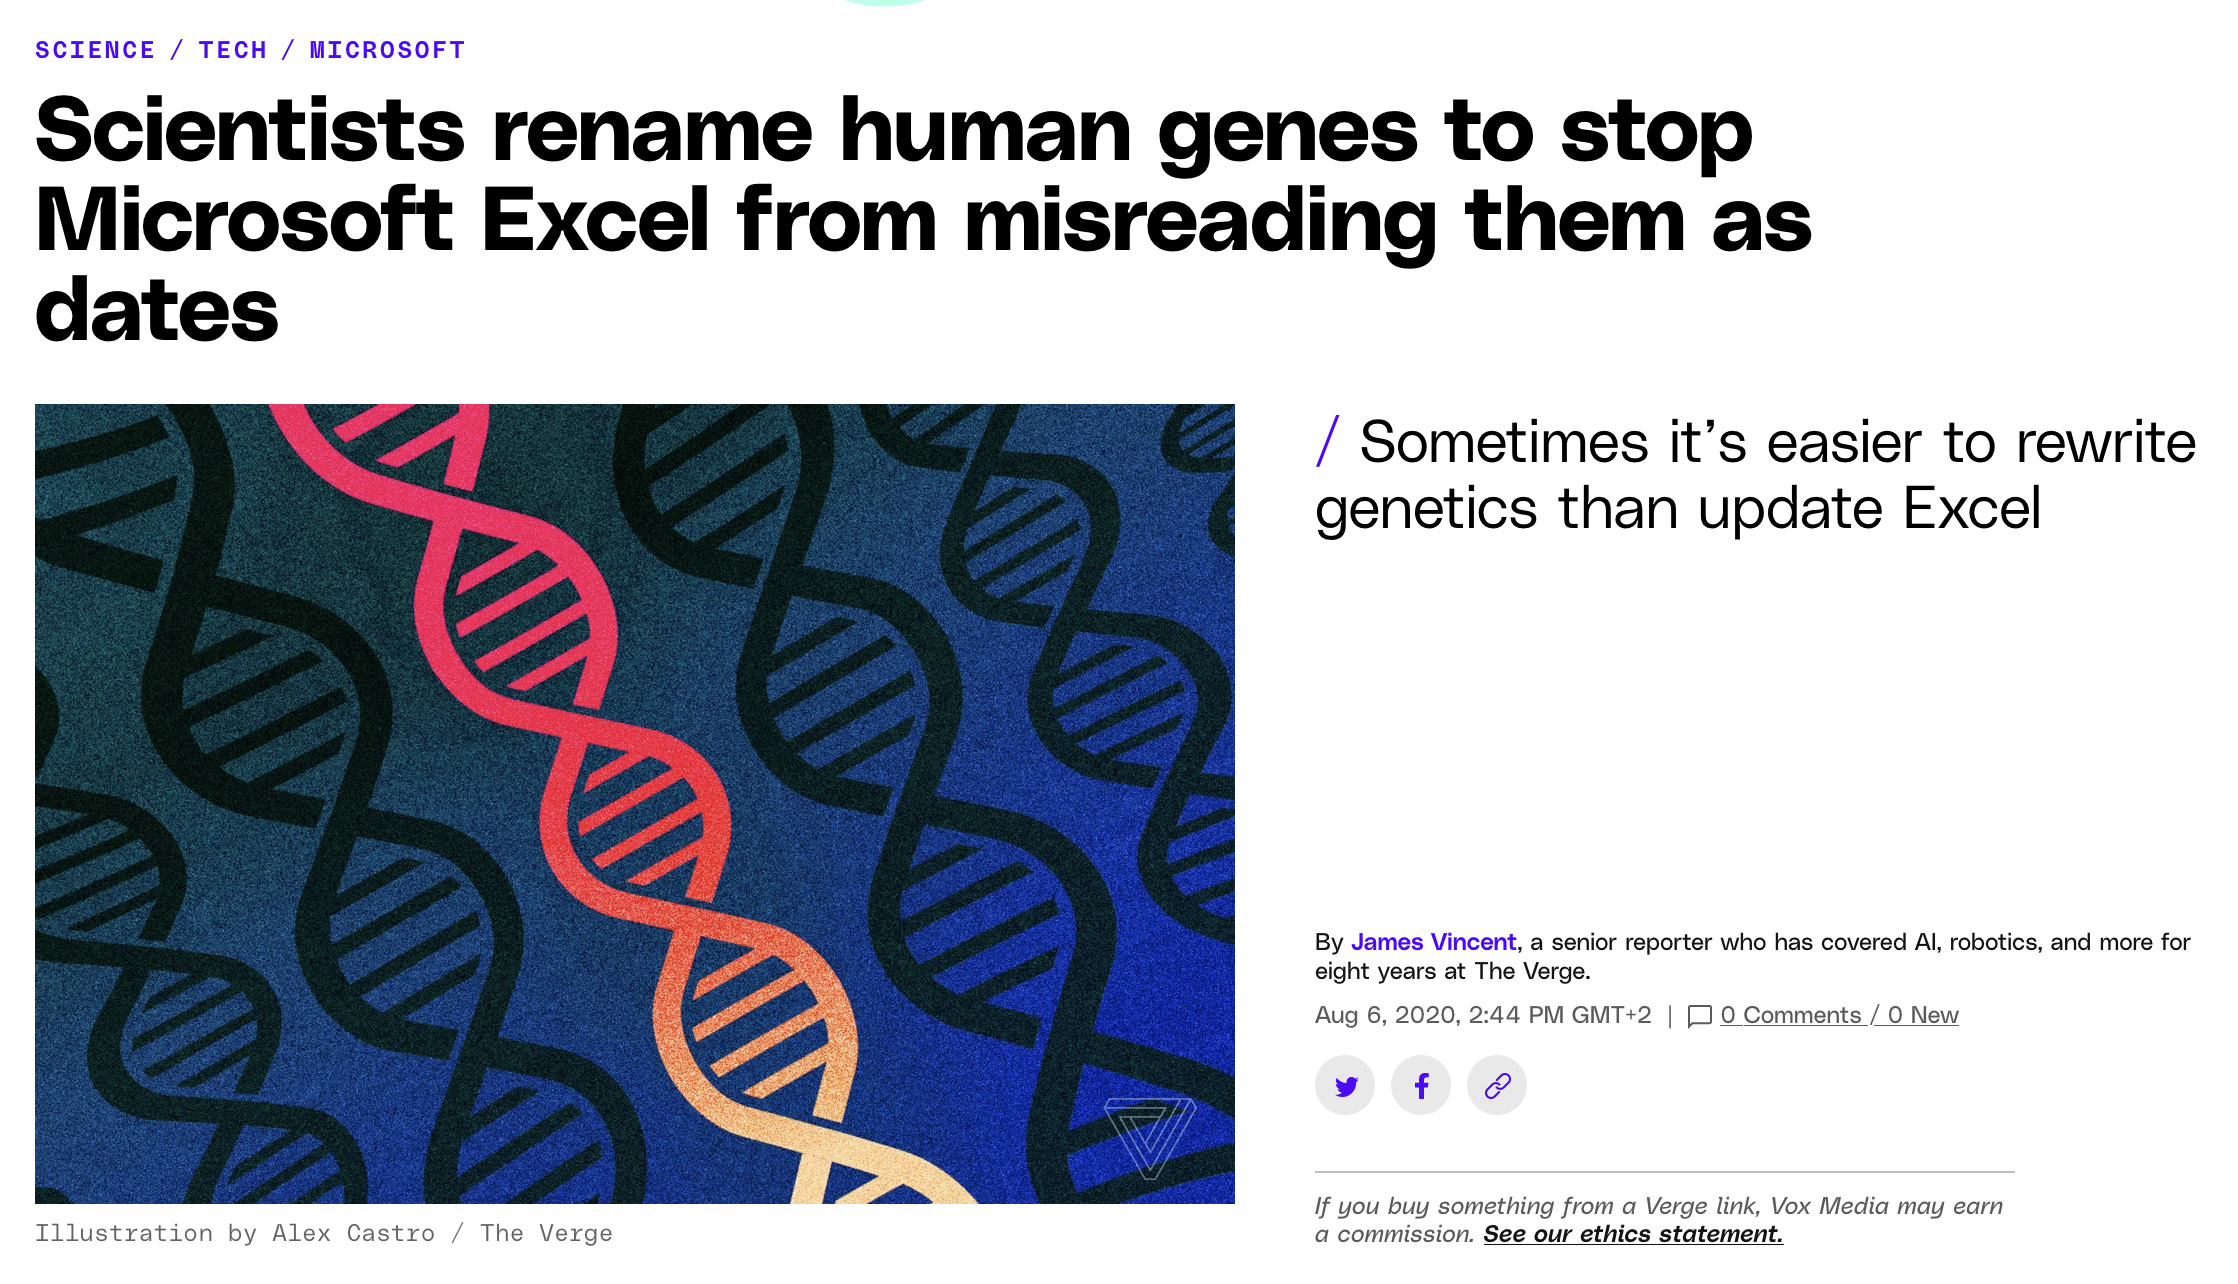 SCIENCE / TECH / MICROSOFT
Scientists rename human genes to stop
Microsoft Excel from misreading them as
dates
/ Sometimes it’s easier to rewrite
genetics than update Excel
By James Vincent, a senior reporter who has covered AI, robotics, and more for
eight years at The Verge.
Aug 6, 2020, 2:44 PM GMT+2 | 0 Comments / 0 New
If you buy something from a Verge link, Vox Media may earn
a commission. See our ethics statement.
Illustration by Alex Castro / The Verge